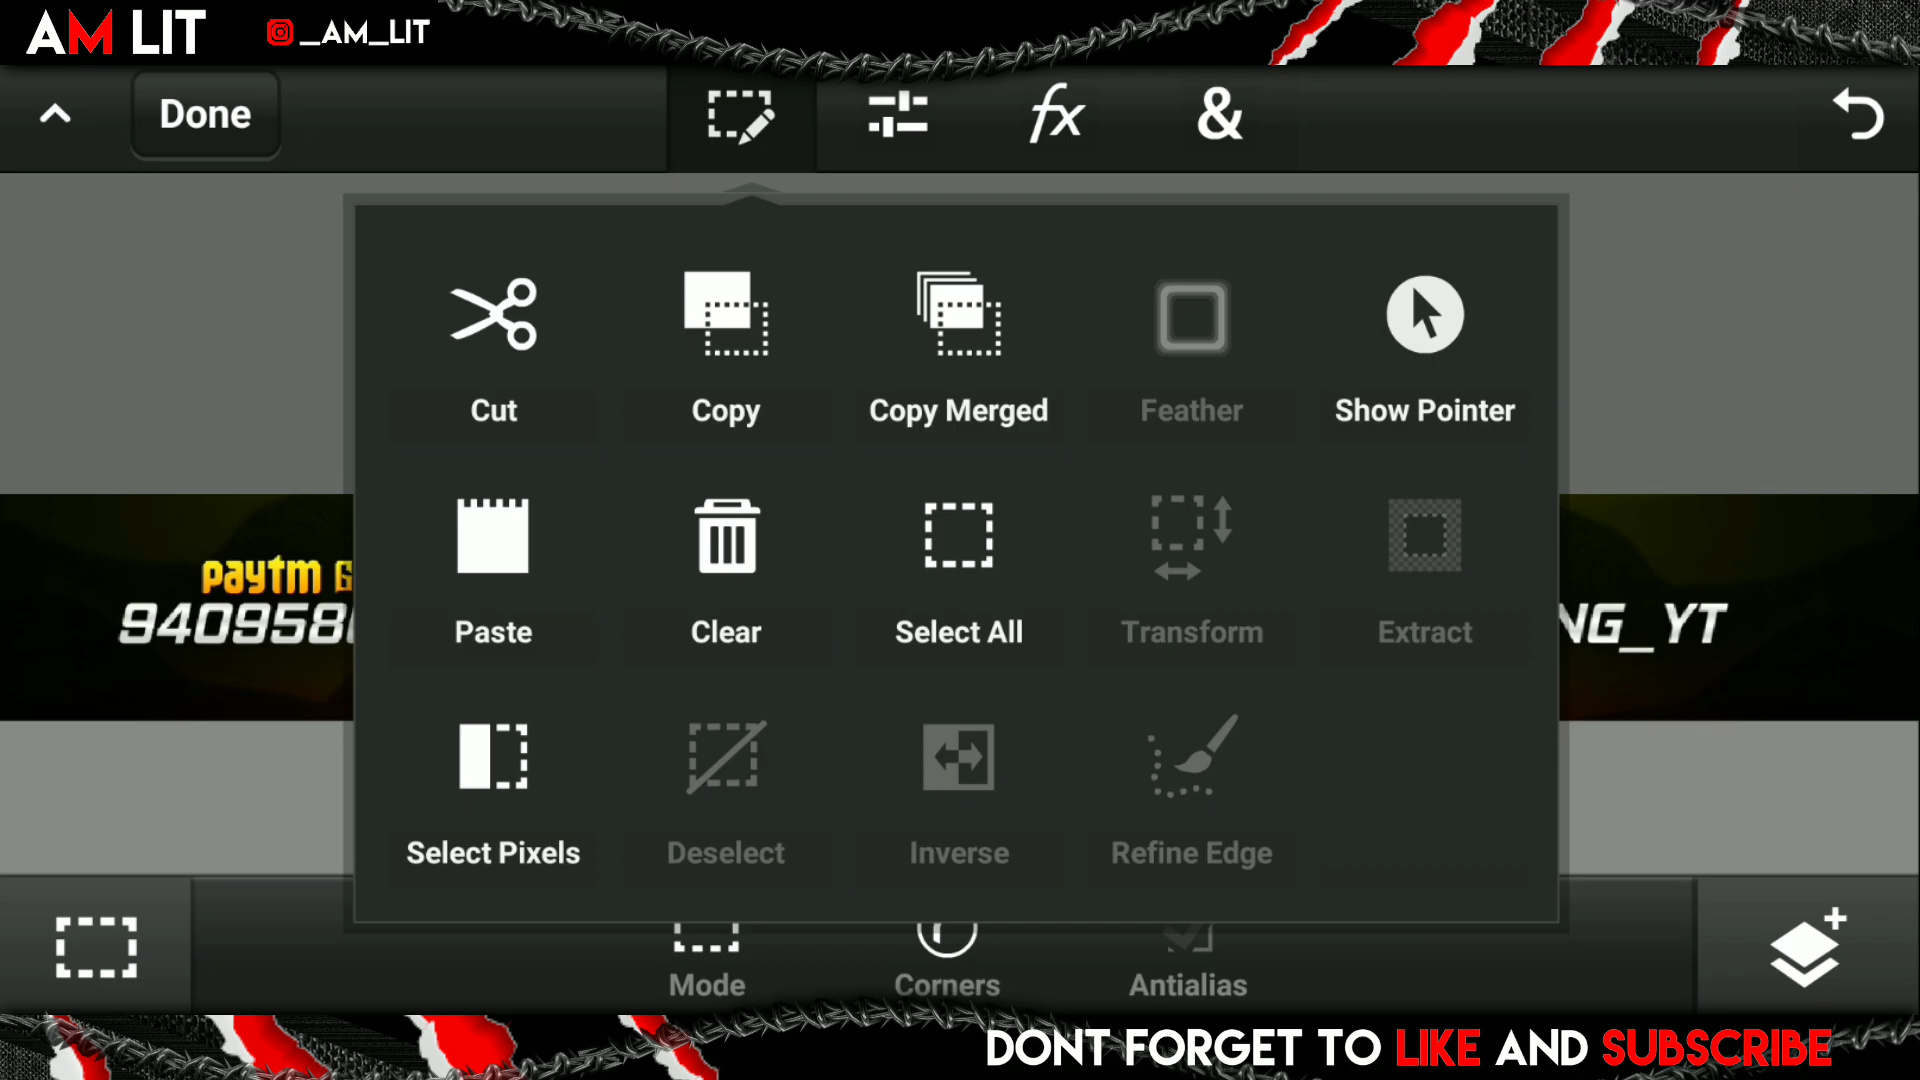 AM LIT
_AM_LIT
Done
fx
&
Cut
Copy
Copy Merged
Feather
Show Pointer
paytm
NG_YT
Paste
Clear
Select All
Transform
Extract
Select Pixels
Deselect
Inverse
Refine Edge
Mode
Corners
Antialias
DONT FORGET TO LIKE AND SUBSCRIBE